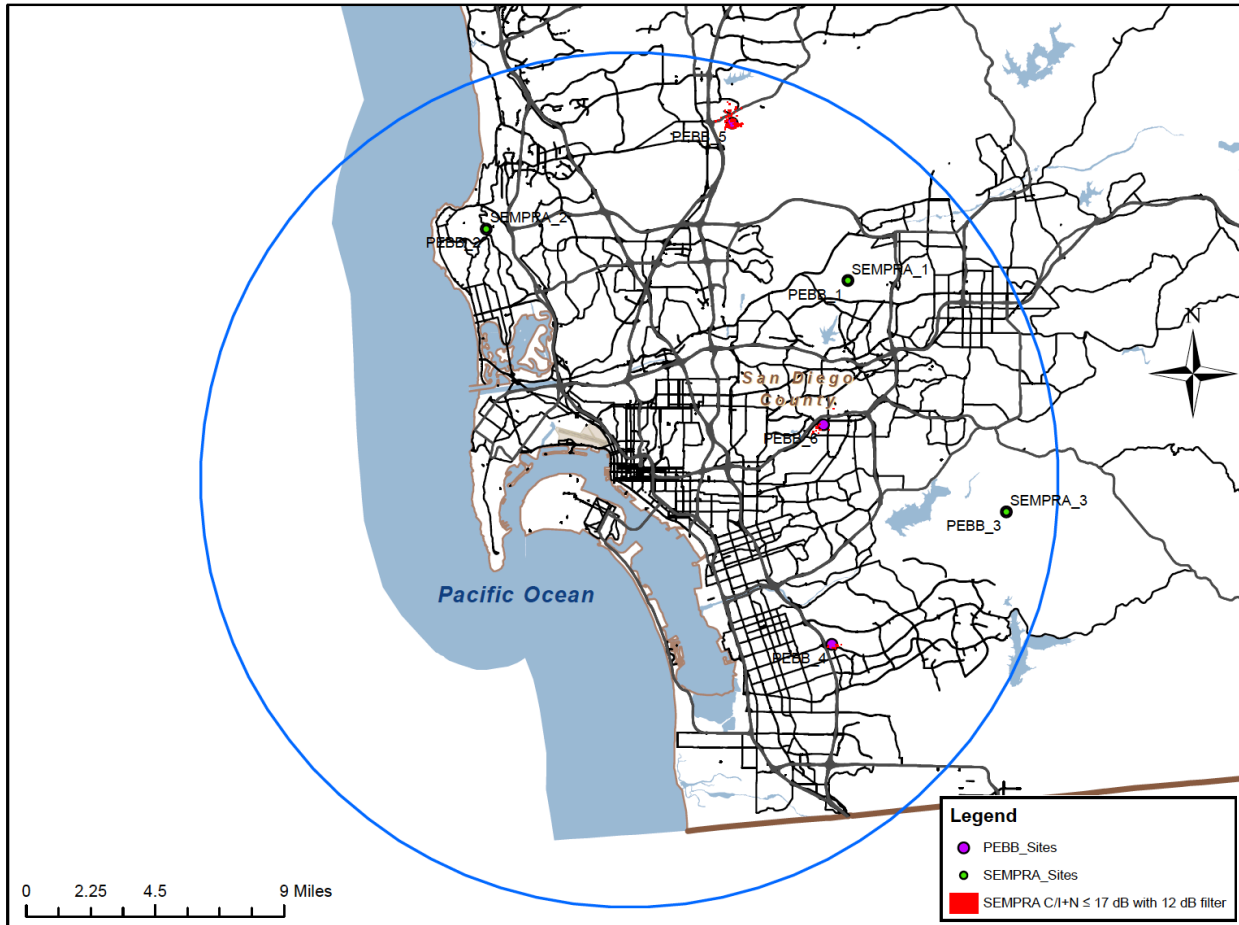 PEBB_5
SEMPRA_2
PEBB_2
SEMPRA_1
PEBB_1
N
San Diego
County
PEBB_6
SEMPRA_3
PEBB_3
Pacific Ocean
PEBB_4
Legend
PEBB_Sites
SEMPRA_Sites
SEMPRA C/I+N ≤ 17 dB with 12 dB filter
0 2.25 4.5 9 Miles